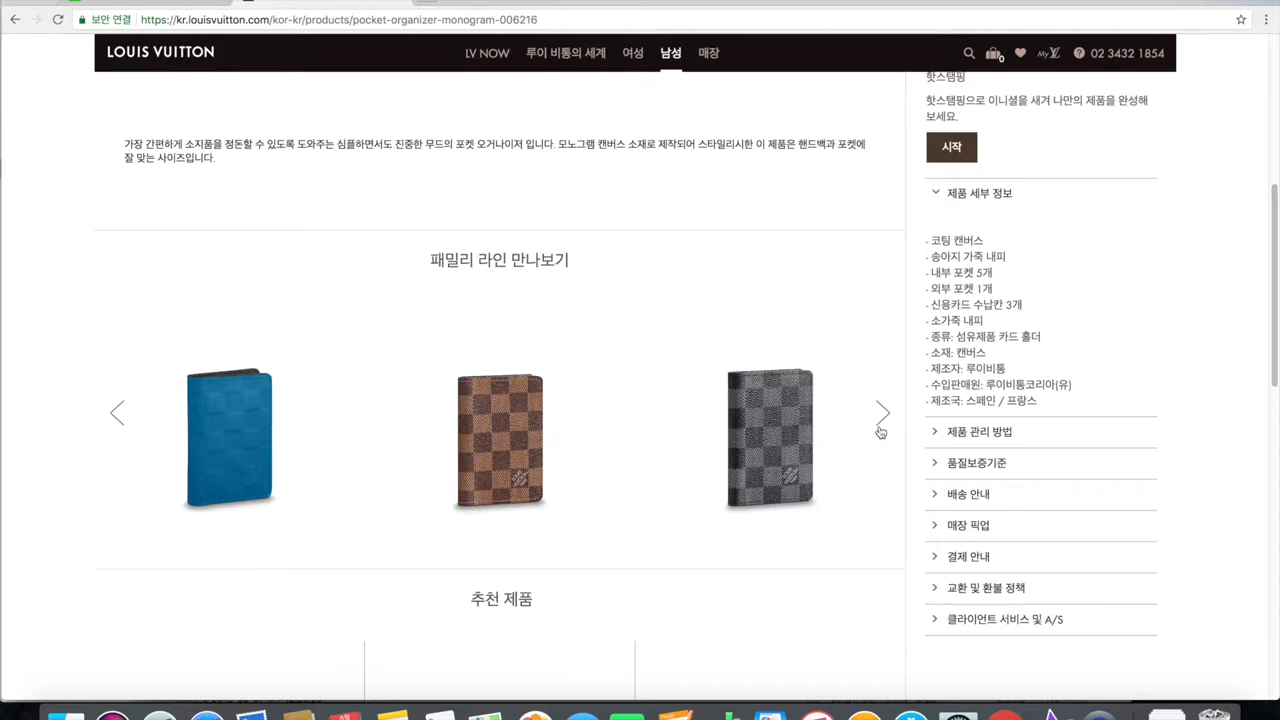 보안 연결 | https://kr.louisvuitton.com/kor-kr/products/pocket-organizer-monogram-006216
LOUIS VUITTON LV NOW 루이 비통의 세계 여성 남성 매장 0 My LV 02 3432 1854
핫스탬핑
핫스탬핑으로 이니셜을 새겨 나만의 제품을 완성해
보세요.
시작
가장 간편하게 소지품을 정돈할 수 있도록 도와주는 심플하면서도 진중한 무드의 포켓 오거나이저 입니다. 모노그램 캔버스 소재로 제작되어 스타일리시한 이 제품은 핸드백과 포켓에
잘 맞는 사이즈입니다.
패밀리 라인 만나보기
추천 제품
제품 세부 정보
- 코팅 캔버스
- 송아지 가죽 내피
- 내부 포켓 5개
- 외부 포켓 1개
- 신용카드 수납칸 3개
- 소가죽 내피
- 종류: 섬유제품 카드 홀더
- 소재: 캔버스
- 제조자: 루이비통
- 수입판매원: 루이비통코리아(유)
- 제조국: 스페인 / 프랑스
제품 관리 방법
품질보증기준
배송 안내
매장 픽업
결제 안내
교환 및 환불 정책
클라이언트 서비스 및 A/S